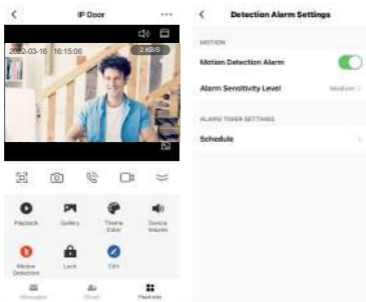 IP Door
2022-03-16 16:15:06
2 KB/S
Playback
Gallery
Theme
Color
Device
Volume
Motion
Detection
Lock
Edit
Features
Detection Alarm Settings
MOTION
Motion Detection Alarm
Alarm Sensitivity Level
Medium
ALARM TIMER SETTINGS
Schedule